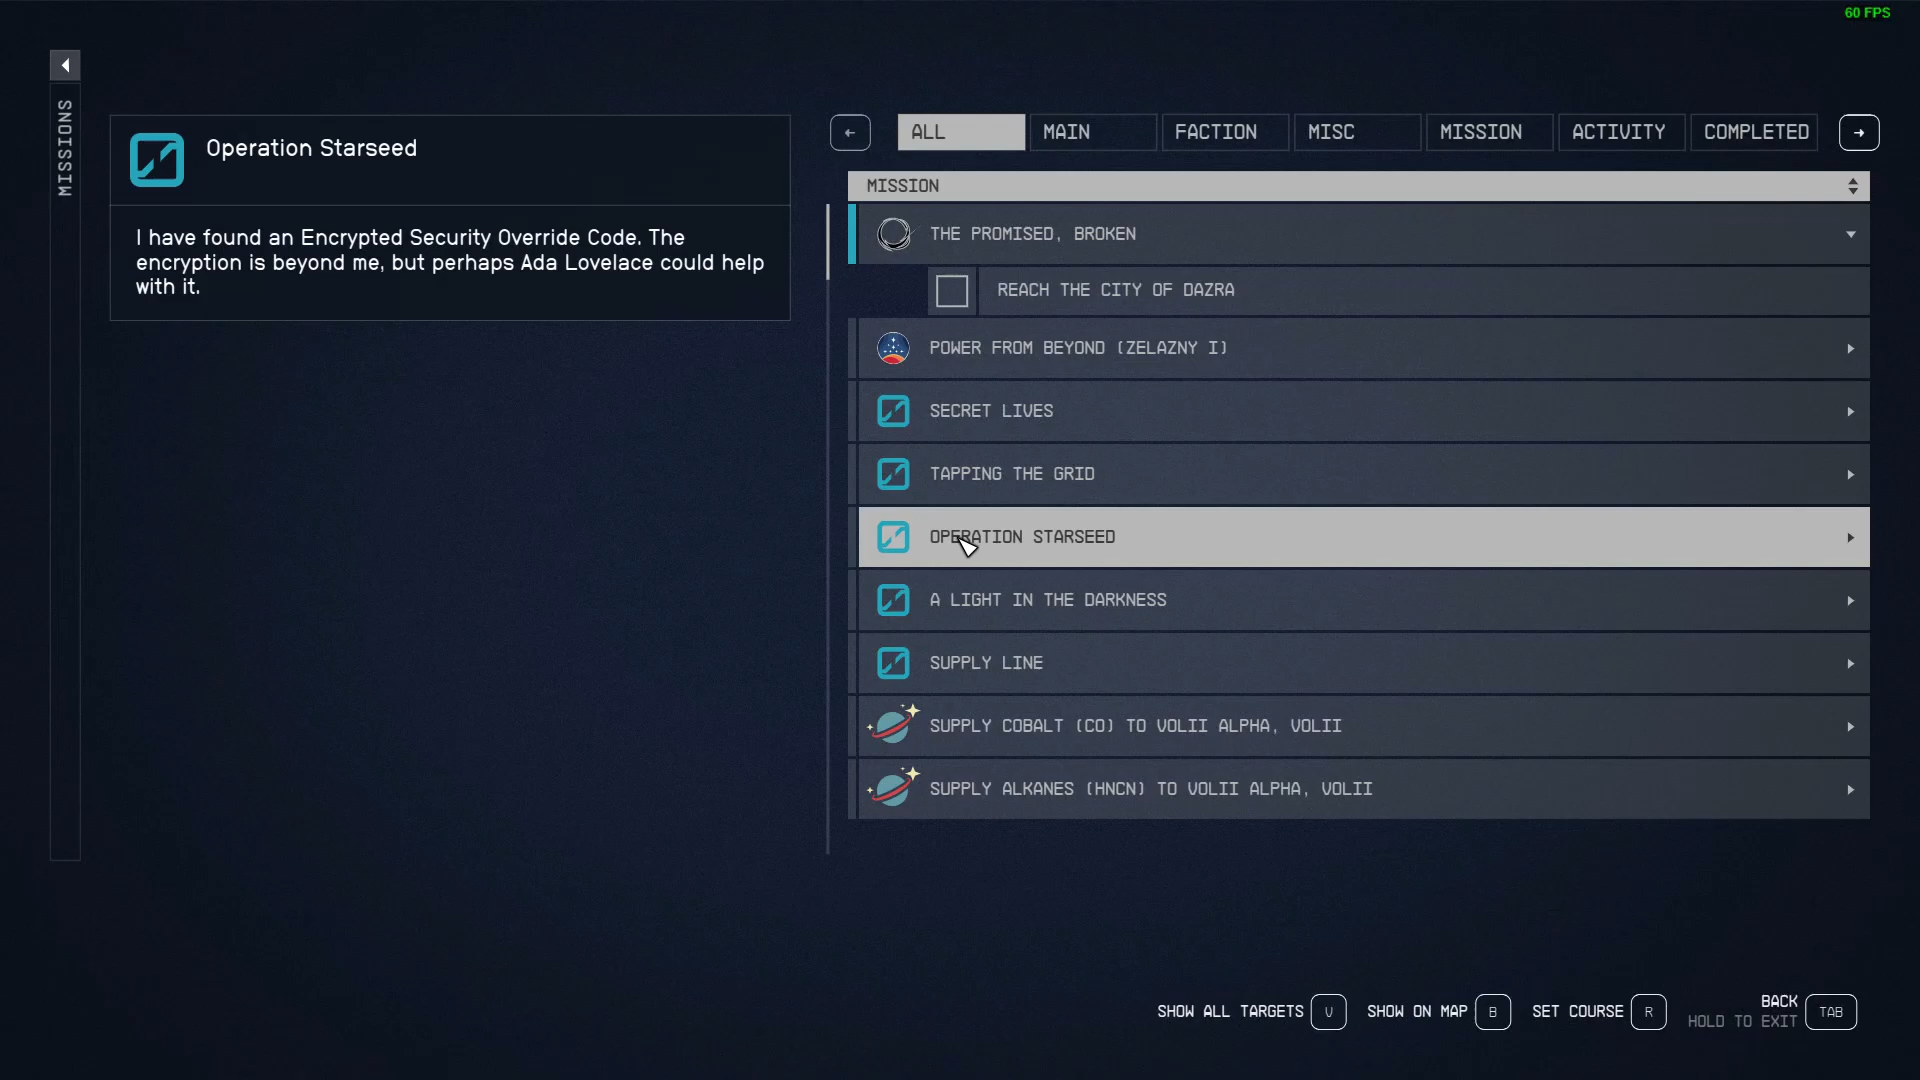 60 FPS
MISSIONS
Operation Starseed
I have found an Encrypted Security Override Code. The
encryption is beyond me, but perhaps Ada Lovelace could help
with it.
ALL
MAIN
FACTION
MISC
MISSION
ACTIVITY
COMPLETED
MISSION
THE PROMISED, BROKEN
REACH THE CITY OF DAZRA
POWER FROM BEYOND (ZELAZNY I)
SECRET LIVES
TAPPING THE GRID
OPERATION STARSEED
A LIGHT IN THE DARKNESS
SUPPLY LINE
SUPPLY COBALT (CO) TO VOLII ALPHA, VOLII
SUPPLY ALKANES (HNCN) TO VOLII ALPHA, VOLII
SHOW ALL TARGETS V
SHOW ON MAP B
SET COURSE R
BACK
HOLD TO EXIT
TAB